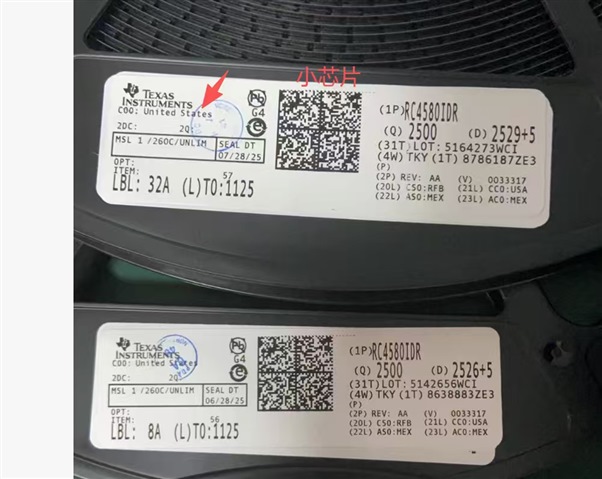 小芯片
TEXAS
INSTRUMENTS
COO: United States
Pb
G4
e
2DC: 2Q:
MSL 1 /260C/UNLIM SEAL DT
07/28/25
OPT:
ITEM:
57
LBL: 32A (L)TO:1125
(1P)RC4580IDR
(Q) 2500 (D) 2529+5
(31T)LOT: 5164273WCI
(4W) TKY (1T) 8786187ZE3
(P)
(2P) REV: AA (V) 0033317
(20L) CSO:RFB (21L) CCO:USA
(22L) ASO:MEX (23L) ACO:MEX
TEXAS
INSTRUMENTS
COO: United States
Pb
G4
e
2DC: 2Q:
MSL 1 /260C/UNLIM SEAL DT
06/28/25
OPT:
ITEM:
56
LBL: 8A (L)TO:1125
(1P)RC4580IDR
(Q) 2500 (D) 2526+5
(31T)LOT: 5142656WCI
(4W) TKY (1T) 8638883ZE3
(P)
(2P) REV: AA (V) 0033317
(20L) CSO:RFB (21L) CCO:USA
(22L) ASO:MEX (23L) ACO:MEX